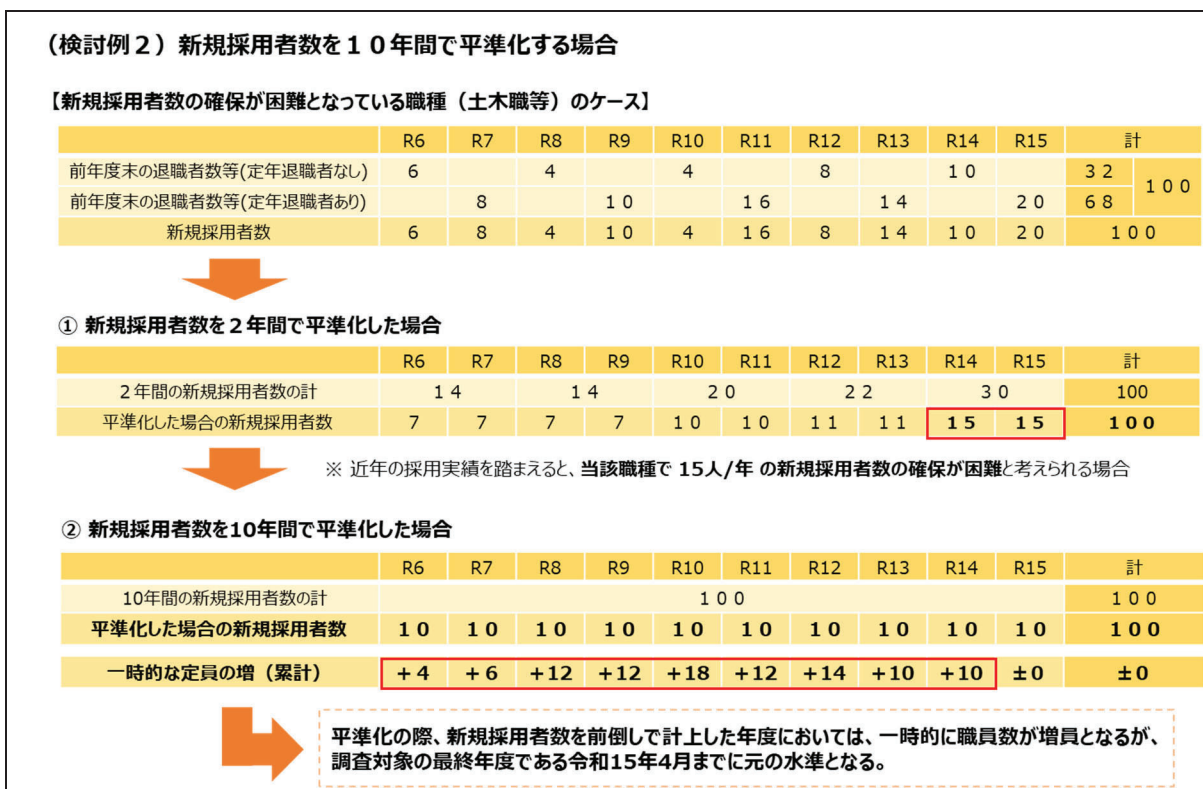 （検討例２）新規採用者数を１０年間で平準化する場合
【新規採用者数の確保が困難となっている職種（土木職等）のケース】
R6 R7 R8 R9 R10 R11 R12 R13 R14 R15 計
前年度末の退職者数等(定年退職者なし) 6 4 4 8 １０ ３２ １００
前年度末の退職者数等(定年退職者あり) 8 １０ １６ １４ ２０ ６８
新規採用者数 6 8 4 １０ 4 １６ 8 １４ １０ ２０ １００
① 新規採用者数を２年間で平準化した場合
R6 R7 R8 R9 R10 R11 R12 R13 R14 R15 計
２年間の新規採用者数の計 １４ １４ ２０ ２２ ３０ 100
平準化した場合の新規採用者数 7 7 7 7 １０ １０ １１ １１ １５ １５ １００
※ 近年の採用実績を踏まえると、当該職種で 15人/年 の新規採用者数の確保が困難と考えられる場合
② 新規採用者数を10年間で平準化した場合
R6 R7 R8 R9 R10 R11 R12 R13 R14 R15 計
10年間の新規採用者数の計 １００ １００
平準化した場合の新規採用者数 １０ １０ １０ １０ １０ １０ １０ １０ １０ １０ １００
一時的な定員の増（累計） +4 +6 +12 +12 +18 +12 +14 +10 +10 ±0 ±0
平準化の際、新規採用者数を前倒しで計上した年度においては、一時的に職員数が増員となるが、
調査対象の最終年度である令和15年4月までに元の水準となる。